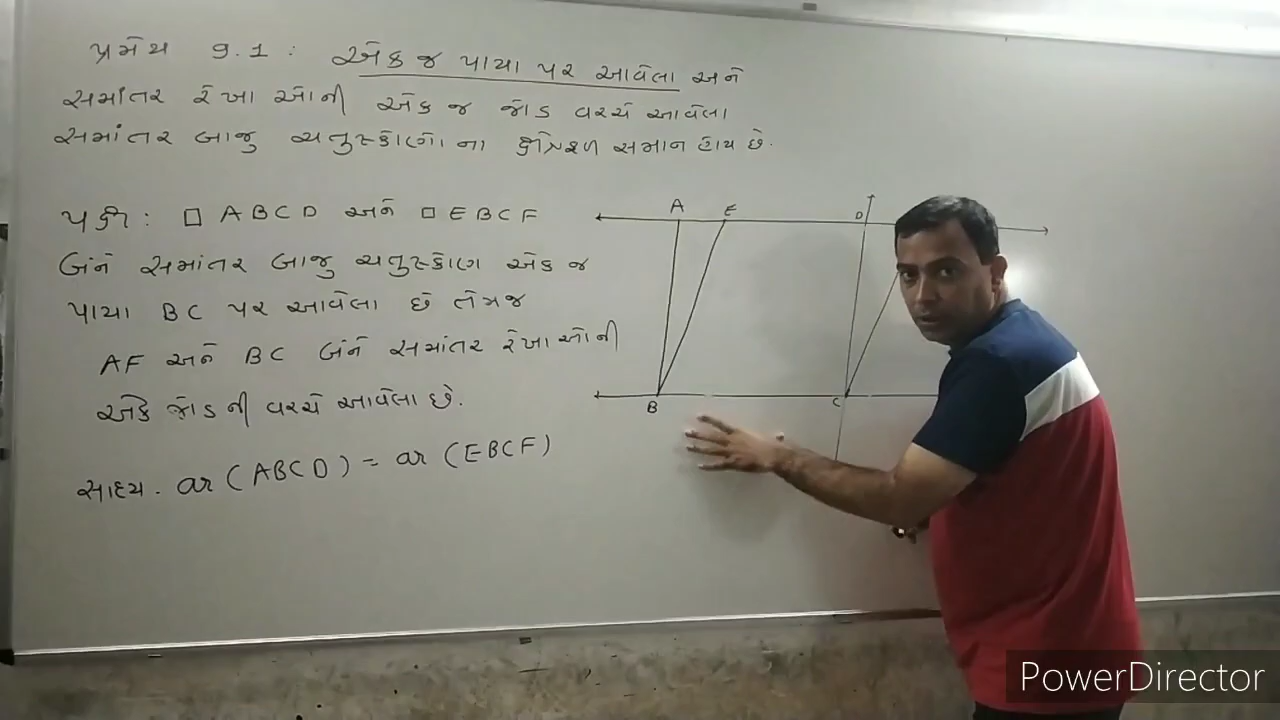 પ્રમેય 9.1 : એક જ પાયા પર આવેલા અને
સમાંતર રેખા ઓની એક જ જોડ વચ્ચે આવેલા
સમાંતર બાજુ ચતુષ્કોણો ના ક્ષેત્રફળ સમાન હોય છે.
પક્ષ : □ ABCD અને □ EBCF
બંને સમાંતર બાજુ ચતુષ્કોણ એક જ
પાયા BC પર આવેલા છે તેમજ
AF અને BC બંને સમાંતર રેખા ઓની
એક જોડ ની વચ્ચે આવેલા છે.
સાધ્ય . ar (ABCD) = ar (EBCF)
A E D
B C
PowerDirector